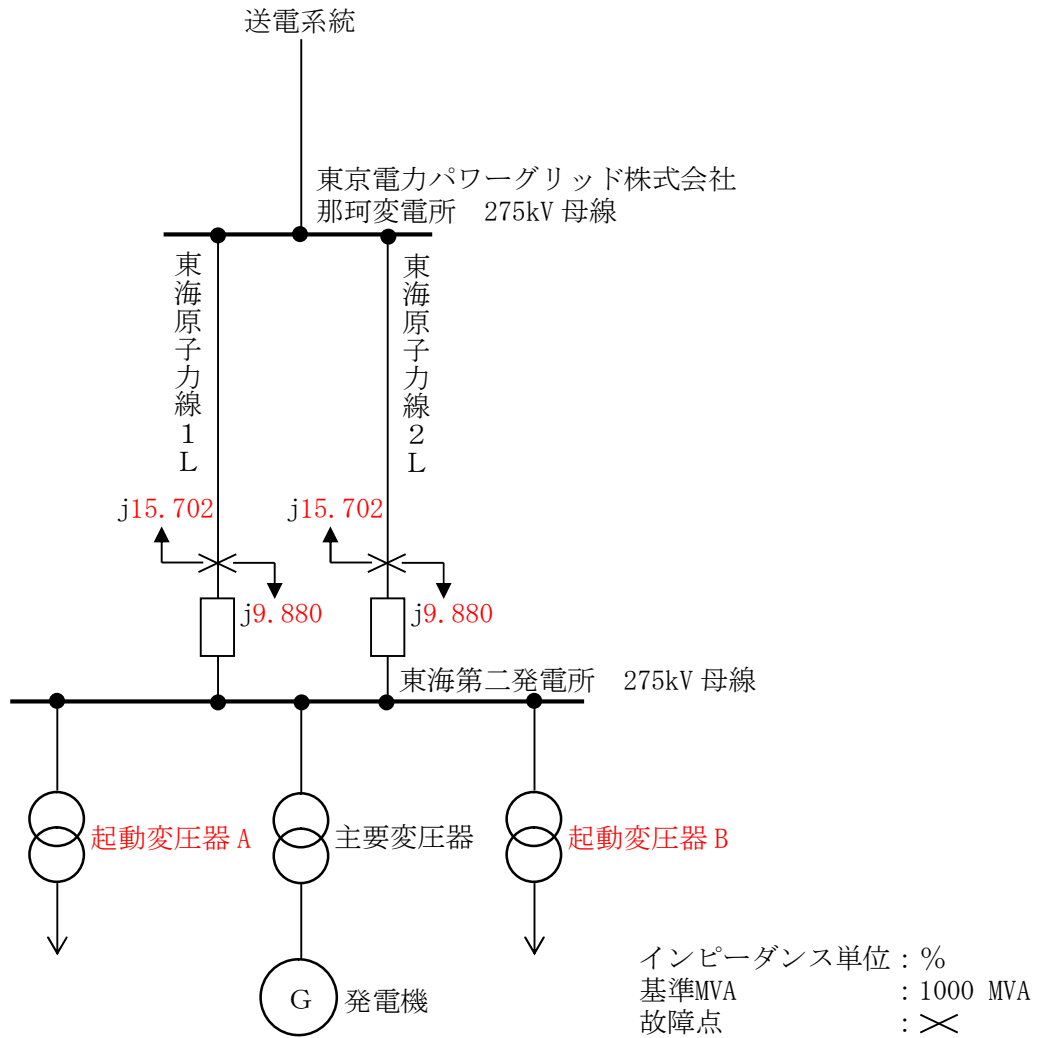 送電系統
東京電力パワーグリッド株式会社
那珂変電所 275kV 母線
東海原子力線1L
東海原子力線2L
j15.702
j15.702
j9.880
j9.880
東海第二発電所 275kV 母線
起動変圧器 A
主要変圧器
起動変圧器 B
G
発電機
インピーダンス単位:%
基準MVA :1000 MVA
故障点 :